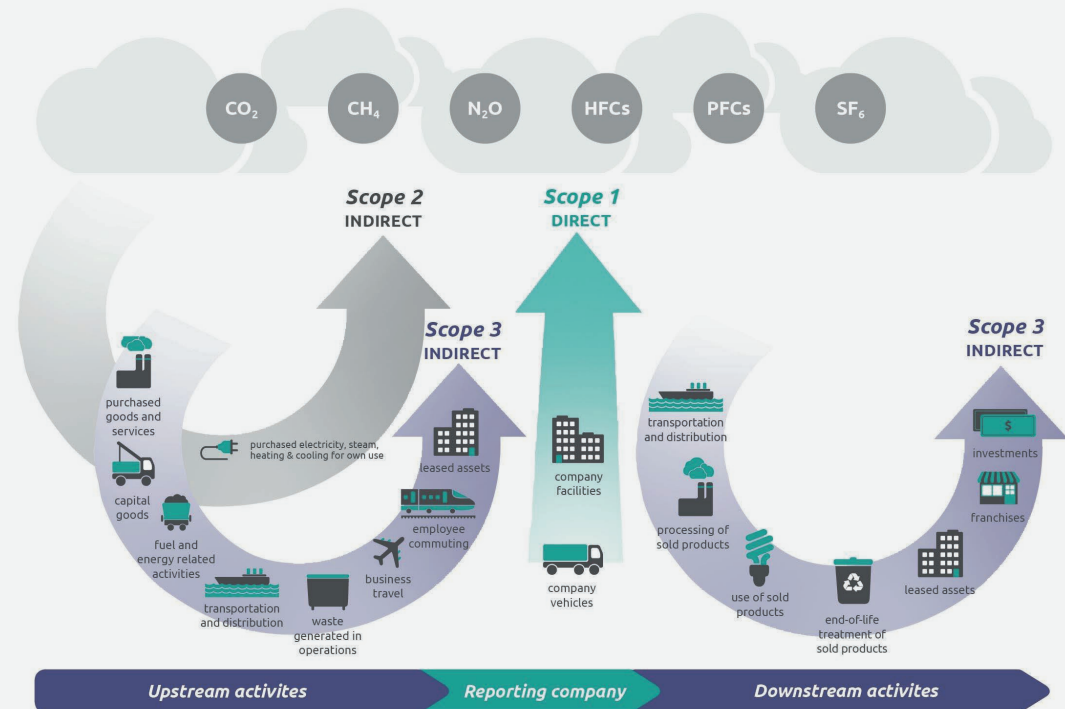 CO₂
CH₄
N₂O
HFCs
PFCs
SF₆
Scope 2
INDIRECT
Scope 1
DIRECT
Scope 3
INDIRECT
Scope 3
INDIRECT
purchased
goods and
services
capital
goods
fuel and
energy related
activities
purchased electricity, steam,
heating & cooling for own use
transportation
and distribution
waste
generated in
operations
business
travel
employee
commuting
leased assets
company
facilities
company
vehicles
transportation
and distribution
processing of
sold products
use of sold
products
end-of-life
treatment of
sold products
leased assets
franchises
$
investments
Upstream activites
Reporting company
Downstream activites